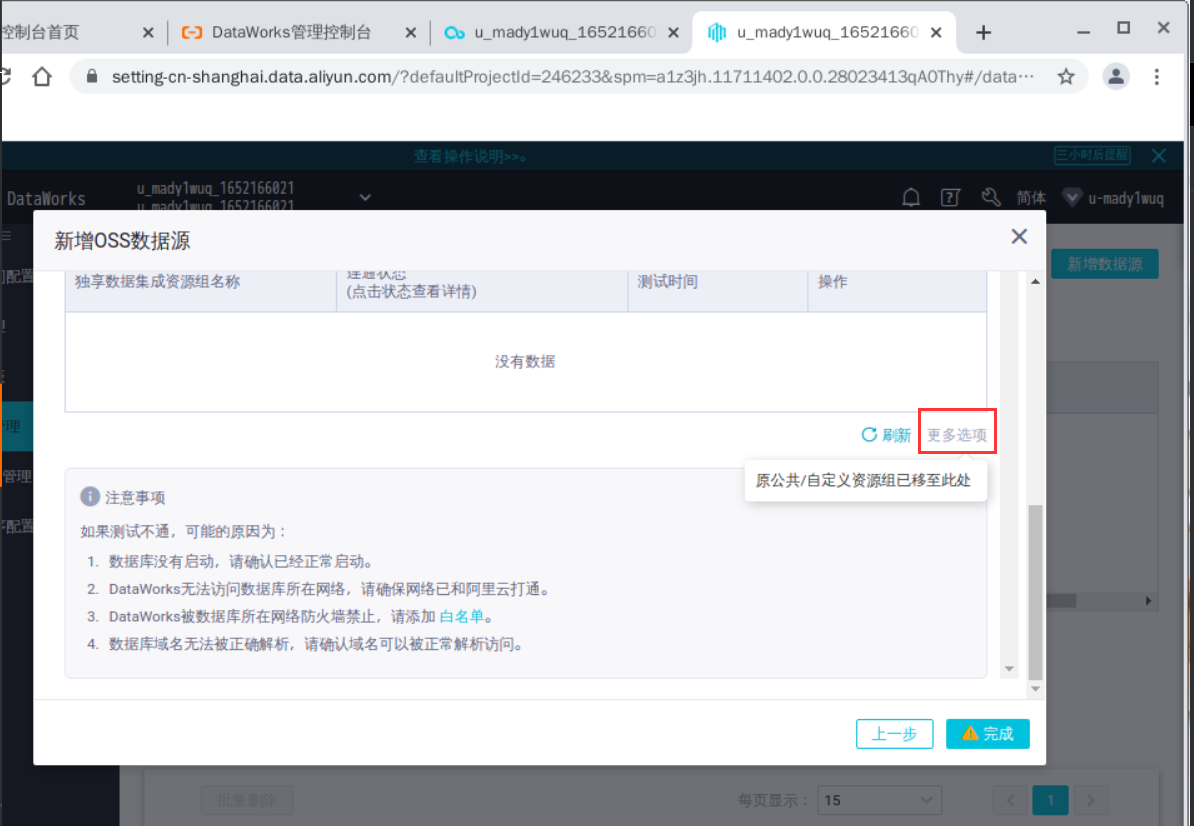 控制台首页
DataWorks管理控制台
u_mady1wuq_16521660
u_mady1wuq_16521660
setting-cn-shanghai.data.aliyun.com/?defaultProjectId=246233&spm=a1z3jh.11711402.0.0.28023413qA0Thy#/data…
查看操作说明>>。
三小时后提醒
DataWorks
u_mady1wuq_1652166021
u_mady1wuq_1652166021
简体
u-mady1wuq
新增OSS数据源
新增数据源
配置
独享数据集成资源组名称
连通状态
(点击状态查看详情)
测试时间
操作
没有数据
理
刷新
更多选项
管理
原公共/自定义资源组已移至此处
注意事项
配置
如果测试不通，可能的原因为：
1. 数据库没有启动，请确认已经正常启动。
2. DataWorks无法访问数据库所在网络，请确保网络已和阿里云打通。
3. DataWorks被数据库所在网络防火墙禁止，请添加 白名单。
4. 数据库域名无法被正确解析，请确认域名可以被正常解析访问。
上一步
完成
批量删除
每页显示：
15
1